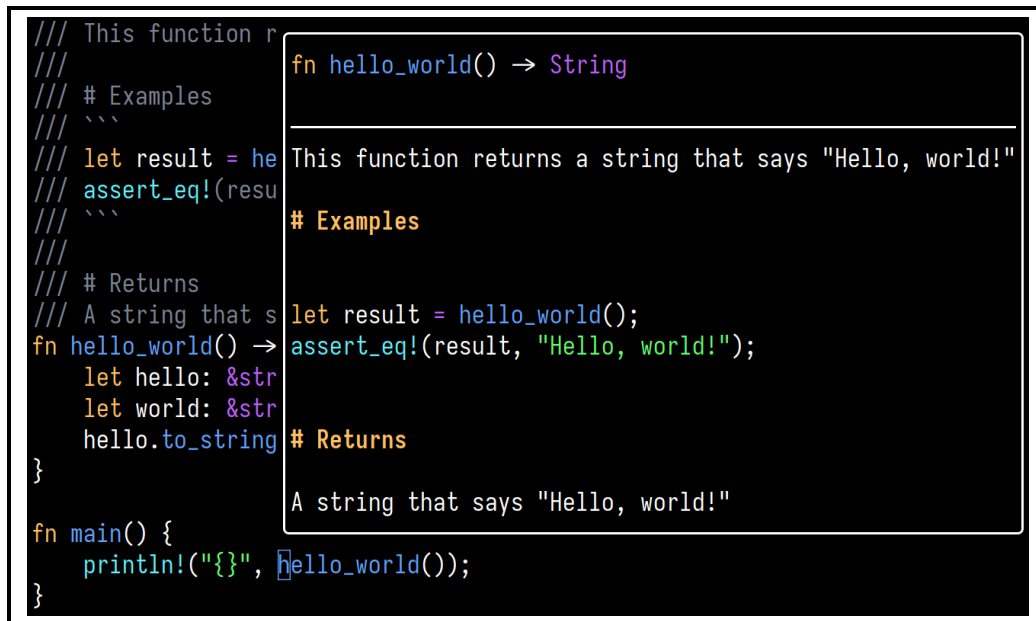 /// This function r
///
/// # Examples
/// ```
/// let result = he
/// assert_eq!(resu
/// ```
///
/// # Returns
/// A string that s
fn hello_world() →
    let hello: &str
    let world: &str
    hello.to_string
}

fn main() {
    println!("{}", hello_world());
}
fn hello_world() → String
This function returns a string that says "Hello, world!"
# Examples
let result = hello_world();
assert_eq!(result, "Hello, world!");
# Returns
A string that says "Hello, world!"